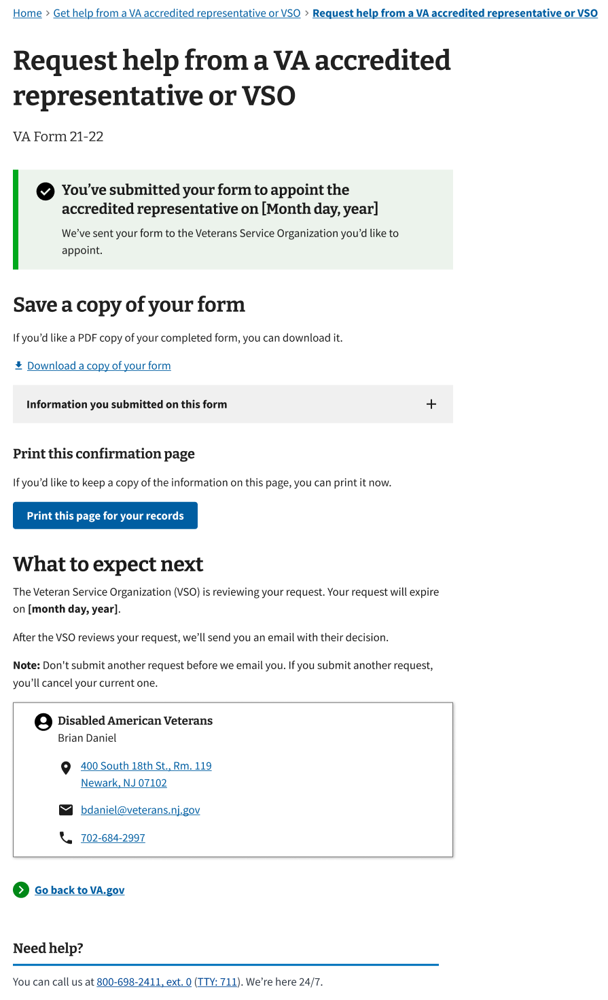 Home > Get help from a VA accredited representative or VSO > Request help from a VA accredited representative or VSO
Request help from a VA accredited
representative or VSO
VA Form 21-22
You’ve submitted your form to appoint the
accredited representative on [Month day, year]
We’ve sent your form to the Veterans Service Organization you’d like to
appoint.
Save a copy of your form
If you’d like a PDF copy of your completed form, you can download it.
Download a copy of your form
Information you submitted on this form
Print this confirmation page
If you’d like to keep a copy of the information on this page, you can print it now.
Print this page for your records
What to expect next
The Veteran Service Organization (VSO) is reviewing your request. Your request will expire
on [month day, year].
After the VSO reviews your request, we’ll send you an email with their decision.
Note: Don't submit another request before we email you. If you submit another request,
you’ll cancel your current one.
Disabled American Veterans
Brian Daniel
400 South 18th St., Rm. 119
Newark, NJ 07102
bdaniel@veterans.nj.gov
702-684-2997
Go back to VA.gov
Need help?
You can call us at 800-698-2411, ext. 0 (TTY: 711). We’re here 24/7.